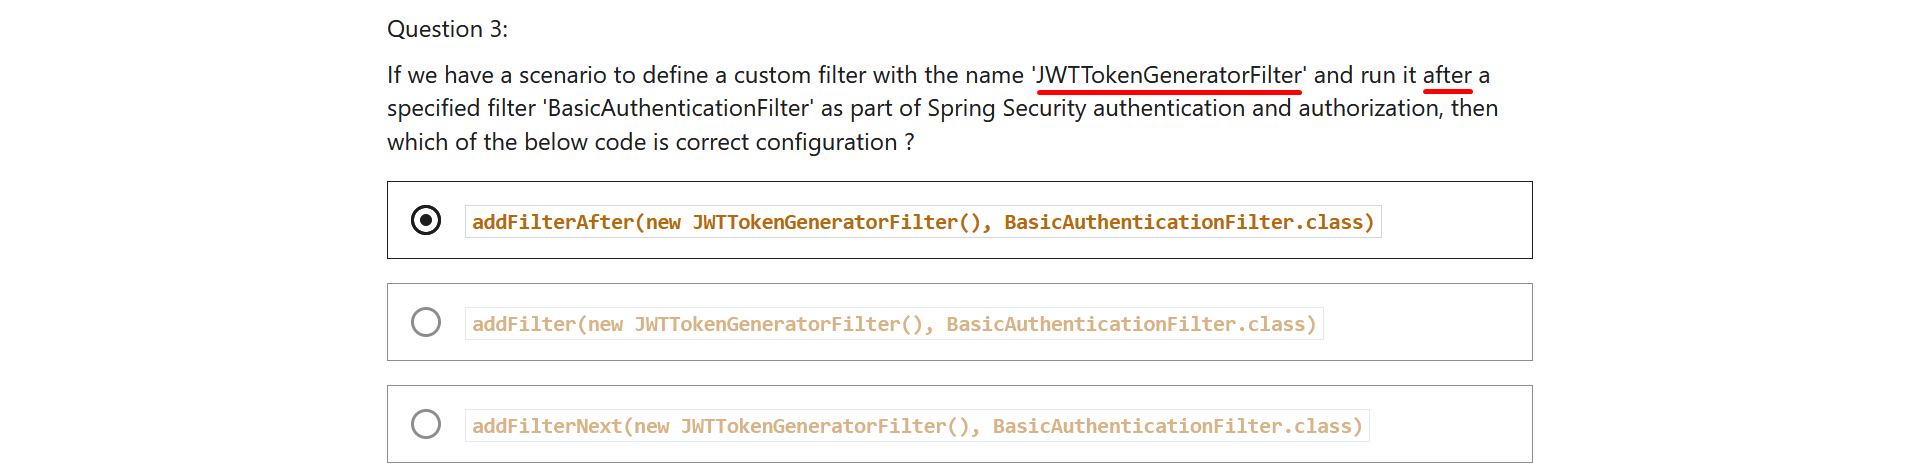 Question 3:
If we have a scenario to define a custom filter with the name 'JWTTokenGeneratorFilter' and run it after a
specified filter 'BasicAuthenticationFilter' as part of Spring Security authentication and authorization, then
which of the below code is correct configuration ?
addFilterAfter(new JWTTokenGeneratorFilter(), BasicAuthenticationFilter.class)
addFilter(new JWTTokenGeneratorFilter(), BasicAuthenticationFilter.class)
addFilterNext(new JWTTokenGeneratorFilter(), BasicAuthenticationFilter.class)